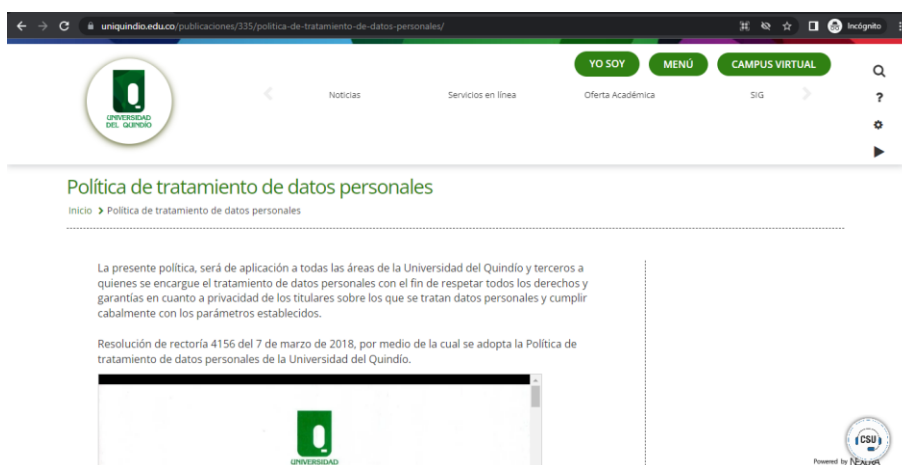 uniquindio.edu.co/publicaciones/335/politica-de-tratamiento-de-datos-personales/
Incógnito
YO SOY
MENÚ
CAMPUS VIRTUAL
UNIVERSIDAD
DEL QUINDÍO
Noticias
Servicios en línea
Oferta Académica
SIG
?
Política de tratamiento de datos personales
Inicio > Política de tratamiento de datos personales
La presente política, será de aplicación a todas las áreas de la Universidad del Quindío y terceros a
quienes se encargue el tratamiento de datos personales con el fin de respetar todos los derechos y
garantías en cuanto a privacidad de los titulares sobre los que se tratan datos personales y cumplir
cabalmente con los parámetros establecidos.
Resolución de rectoría 4156 del 7 de marzo de 2018, por medio de la cual se adopta la Política de
tratamiento de datos personales de la Universidad del Quindío.
UNIVERSIDAD
CSU
Powered by